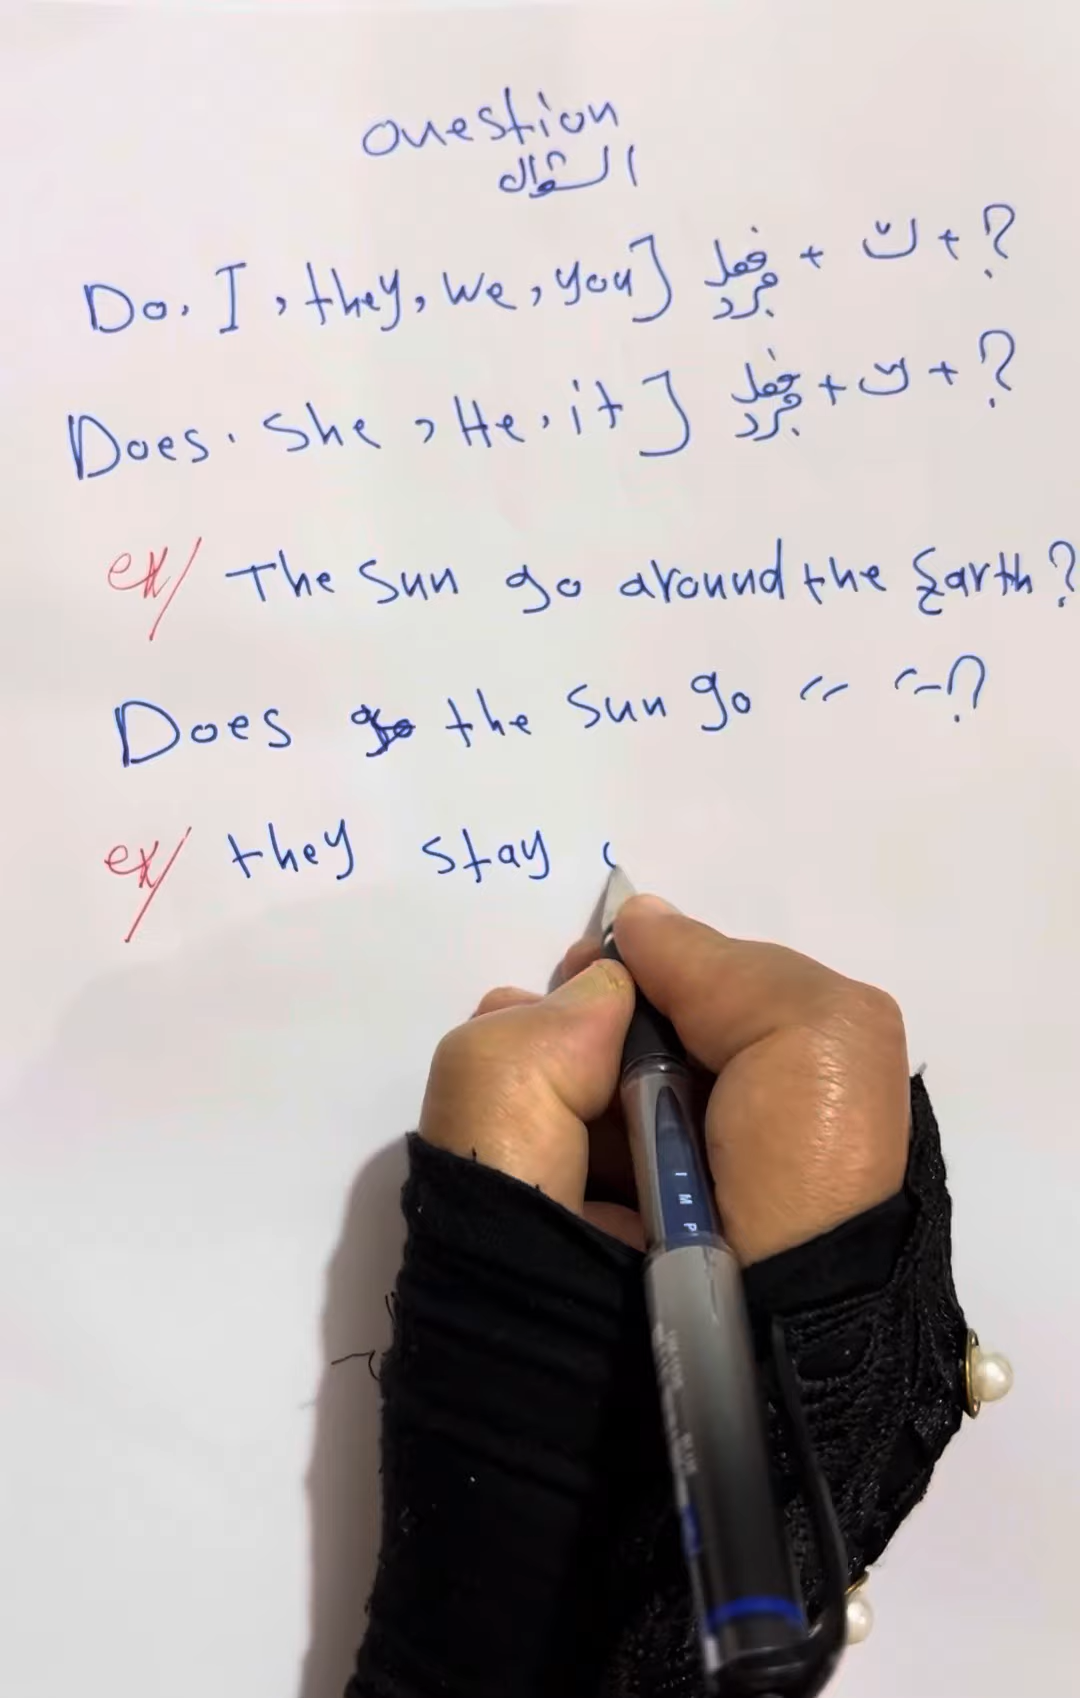 Question
السؤال
Do. I, they, we, you] فعل مجرد + ت + ?
Does. She, He, it] فعل مجرد + ت + ?
ex/ The sun go around the Earth?
Does the sun go 〃 〃 ?
ex/ they stay
I M P